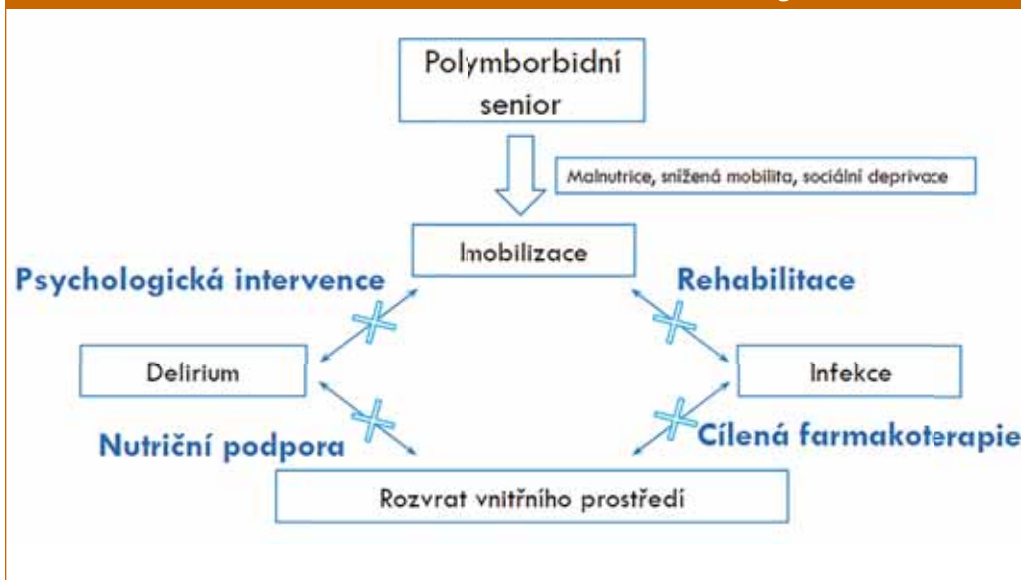 Polymborbidní
senior
Malnutrice, snížená mobilita, sociální deprivace
Imobilizace
Psychologická intervence
Rehabilitace
Delirium
Infekce
Nutriční podpora
Cílená farmakoterapie
Rozvrat vnitřního prostředí